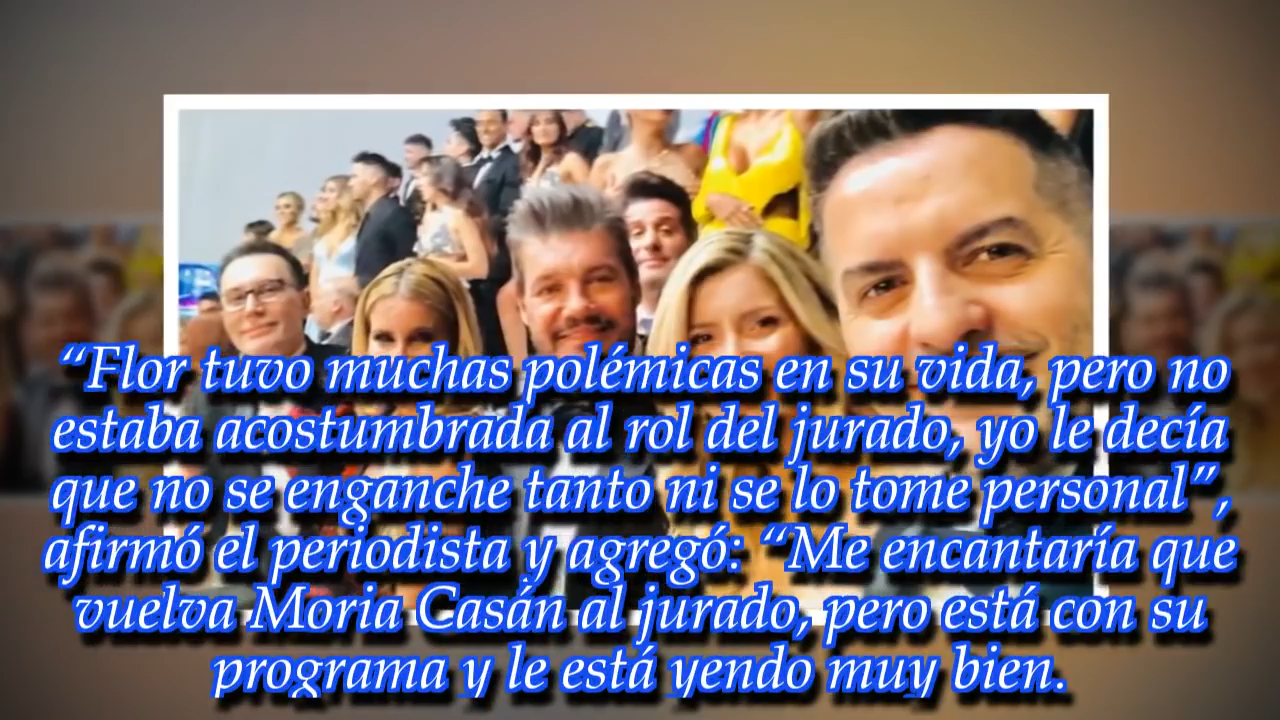 “Flor tuvo muchas polémicas en su vida, pero no
estaba acostumbrada al rol del jurado, yo le decía
que no se enganche tanto ni se lo tome personal”,
afirmó el periodista y agregó: “Me encantaría que
vuelva Moria Casán al jurado, pero está con su
programa y le está yendo muy bien.